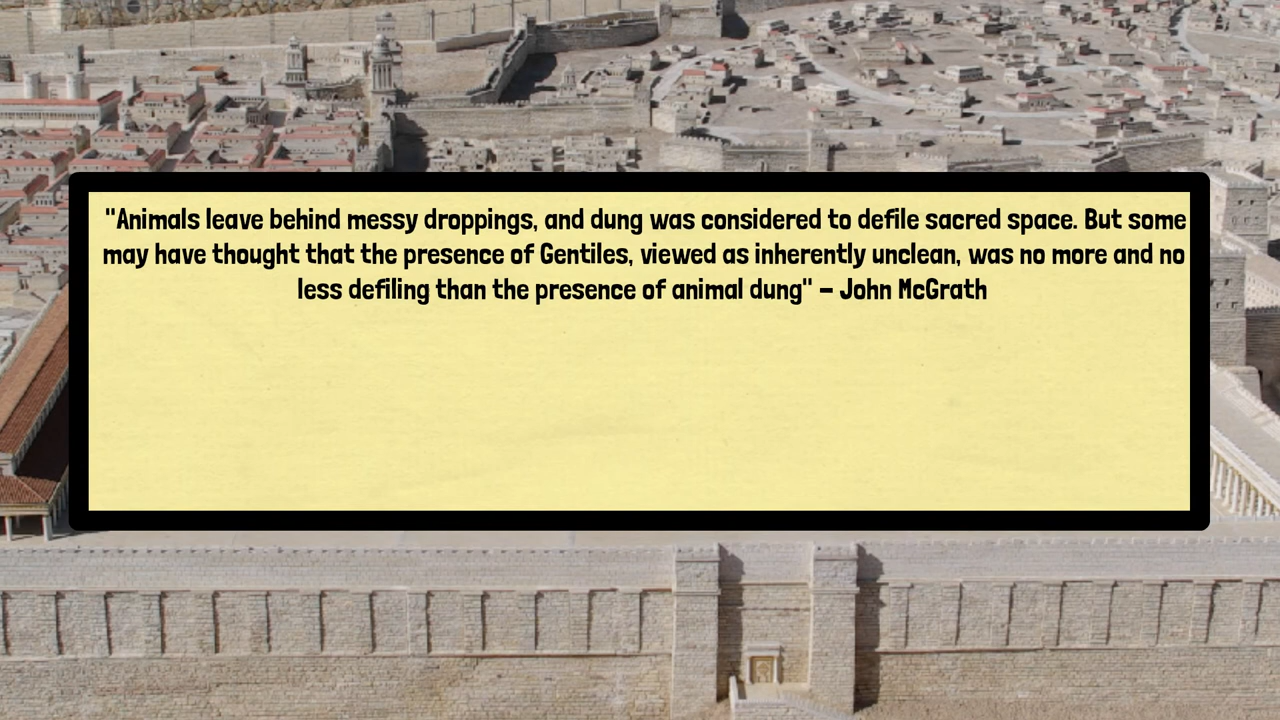 "Animals leave behind messy droppings, and dung was considered to defile sacred space. But some
may have thought that the presence of Gentiles, viewed as inherently unclean, was no more and no
less defiling than the presence of animal dung" – John McGrath